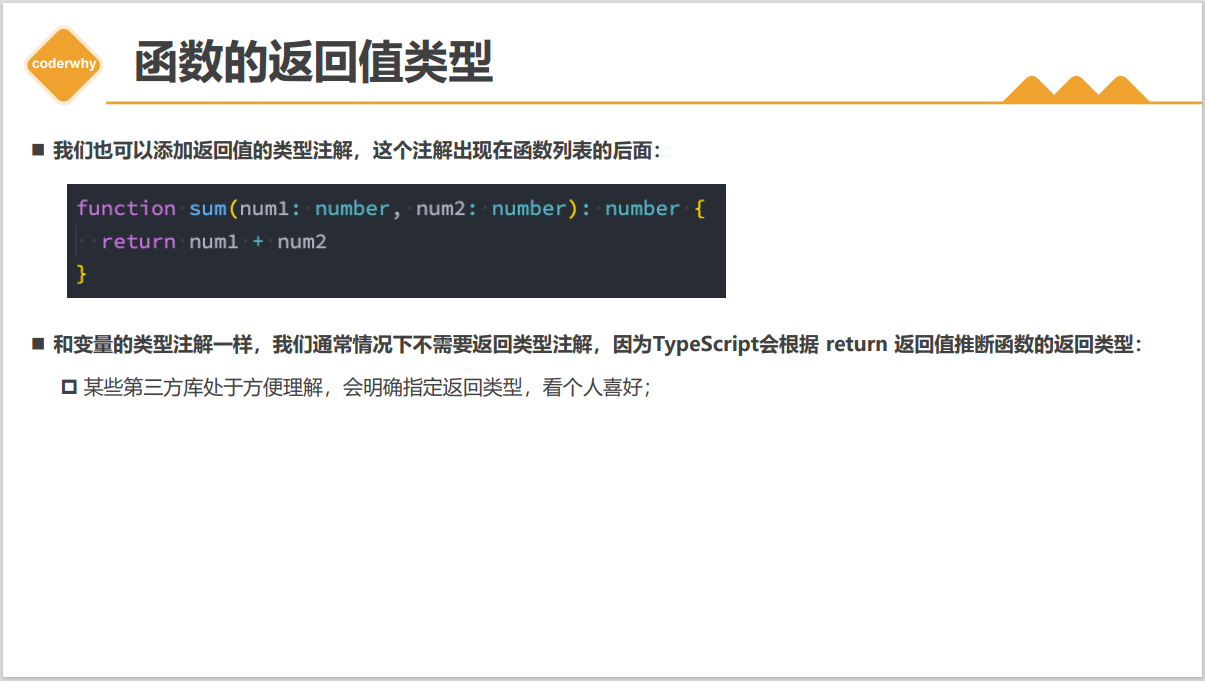 coderwhy
函数的返回值类型
我们也可以添加返回值的类型注解，这个注解出现在函数列表的后面：
function sum(num1: number, num2: number): number {
  return num1 + num2
}
和变量的类型注解一样，我们通常情况下不需要返回类型注解，因为TypeScript会根据 return 返回值推断函数的返回类型：
某些第三方库处于方便理解，会明确指定返回类型，看个人喜好；